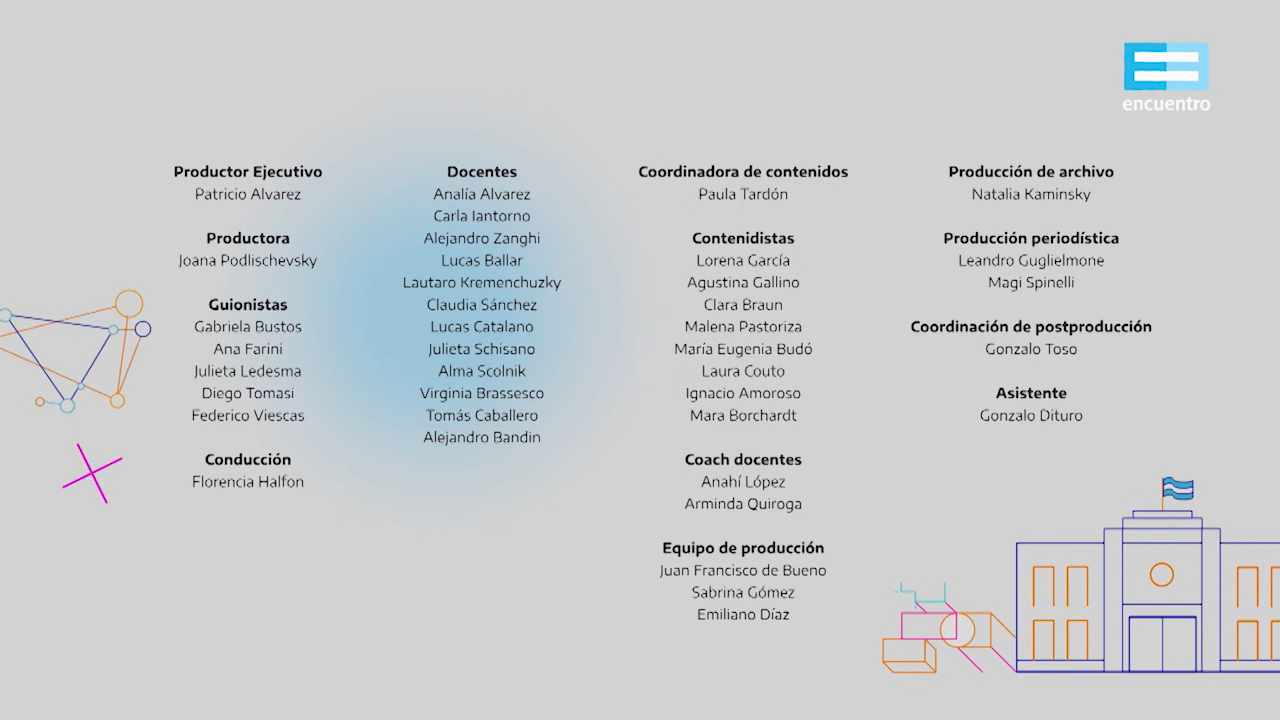 encuentro
Productor Ejecutivo
Patricio Alvarez
Productora
Joana Podlischevsky
Guionistas
Gabriela Bustos
Ana Farini
Julieta Ledesma
Diego Tomasi
Federico Viescas
Conducción
Florencia Halfon
Docentes
Analía Alvarez
Carla Iantorno
Alejandro Zanghi
Lucas Ballar
Lautaro Kremenchuzky
Claudia Sánchez
Lucas Catalano
Julieta Schisano
Alma Scolnik
Virginia Brassesco
Tomás Caballero
Alejandro Bandin
Coordinadora de contenidos
Paula Tardón
Contenidistas
Lorena García
Agustina Gallino
Clara Braun
Malena Pastoriza
María Eugenia Budó
Laura Couto
Ignacio Amoroso
Mara Borchardt
Coach docentes
Anahí López
Arminda Quiroga
Equipo de producción
Juan Francisco de Bueno
Sabrina Gómez
Emiliano Díaz
Producción de archivo
Natalia Kaminsky
Producción periodística
Leandro Guglielmone
Magi Spinelli
Coordinación de postproducción
Gonzalo Toso
Asistente
Gonzalo Dituro